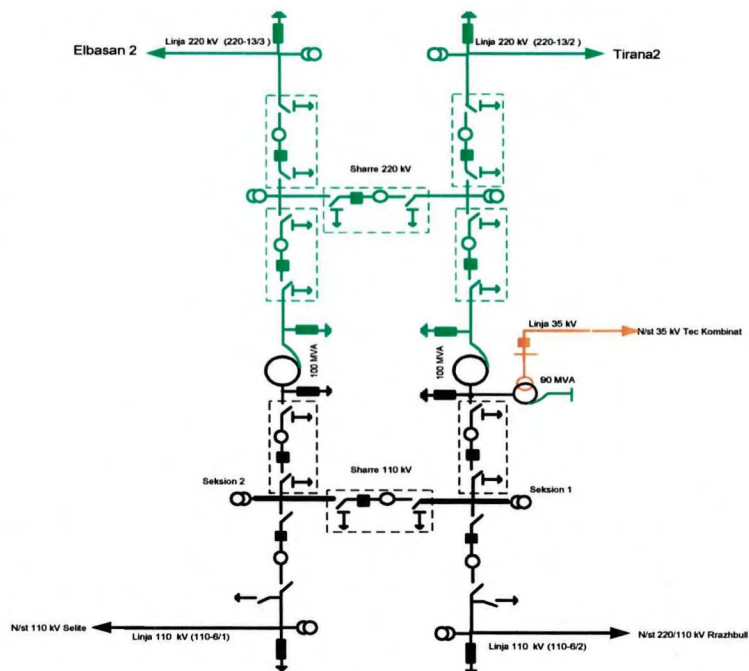 Linja 220 kV (220-13/3)
Elbasan 2
Linja 220 kV (220-13/2)
Tirana2
Sharre 220 kV
Linja 35 kV
N/st 35 kV Tec Kombinat
100 MVA
100 MVA
90 MVA
Sharre 110 kV
Seksion 2
Seksion 1
N/st 110 kV Selite
Linja 110 kV (110-6/1)
Linja 110 kV (110-6/2)
N/st 220/110 kV Rrazhbull